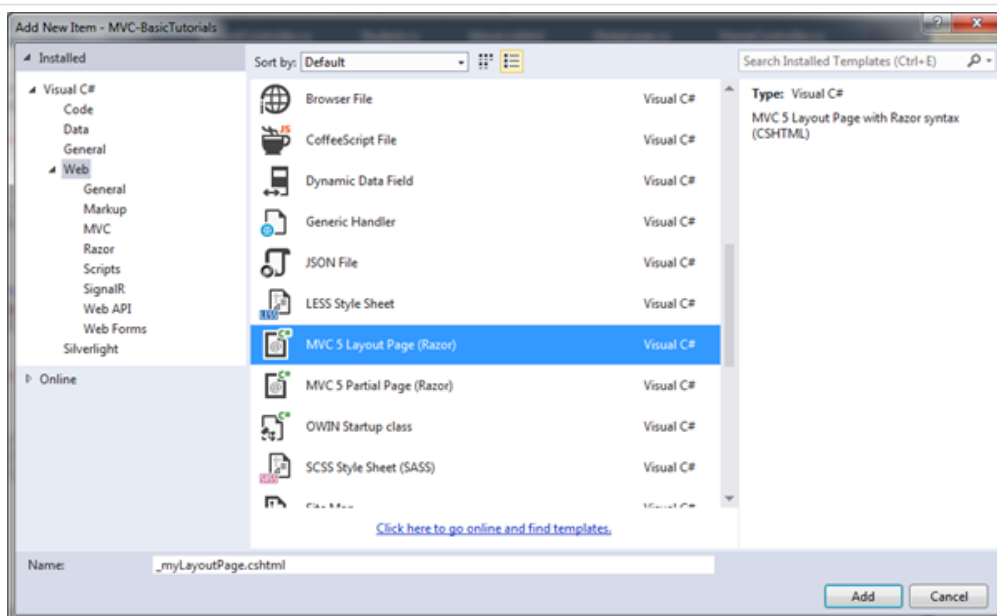 Add New Item - MVC-BasicTutorials
Installed
Sort by: Default
Search Installed Templates (Ctrl+E)
Visual C#
Code
Data
General
Web
General
Markup
MVC
Razor
Scripts
SignalR
Web API
Web Forms
Silverlight
Online
Browser File Visual C#
JS
CoffeeScript File Visual C#
Dynamic Data Field Visual C#
Generic Handler Visual C#
JSON File Visual C#
LESS
LESS Style Sheet Visual C#
MVC 5 Layout Page (Razor) Visual C#
MVC 5 Partial Page (Razor) Visual C#
OWIN Startup class Visual C#
SASS
SCSS Style Sheet (SASS) Visual C#
Click here to go online and find templates.
Type: Visual C#
MVC 5 Layout Page with Razor syntax
(CSHTML)
Name: _myLayoutPage.cshtml
Add Cancel